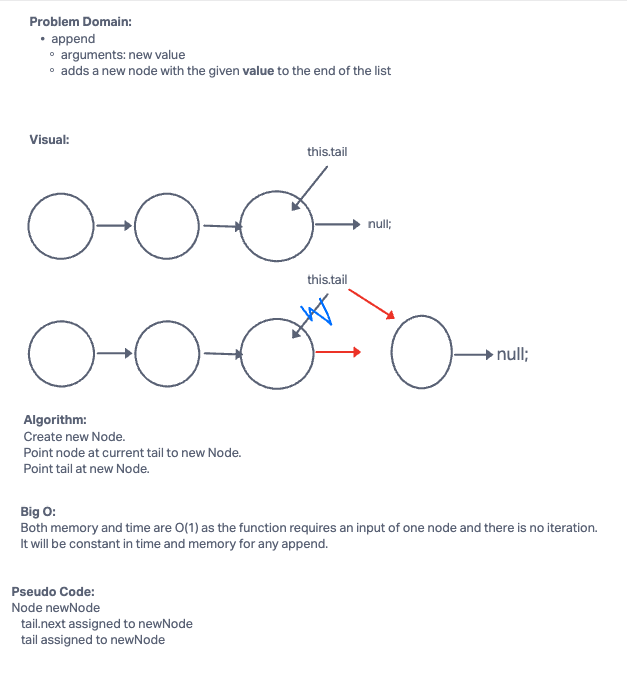 Problem Domain:
• append
◦ arguments: new value
◦ adds a new node with the given value to the end of the list
Visual:
this.tail
null;
this.tail
null;
Algorithm:
Create new Node.
Point node at current tail to new Node.
Point tail at new Node.
Big O:
Both memory and time are O(1) as the function requires an input of one node and there is no iteration.
It will be constant in time and memory for any append.
Pseudo Code:
Node newNode
tail.next assigned to newNode
tail assigned to newNode